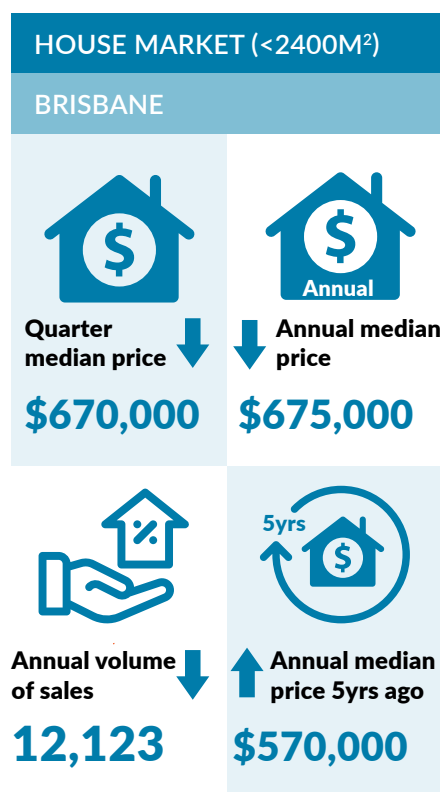 HOUSE MARKET (<2400M²)
BRISBANE
$
$
Annual
Quarter
median price
Annual median
price
$670,000
$675,000
%
5yrs
$
Annual volume
of sales
Annual median
price 5yrs ago
12,123
$570,000